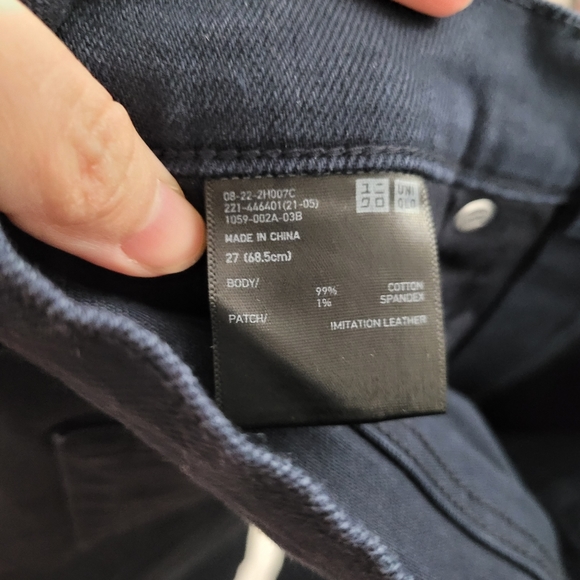 08-22-2H007C
221-446401(21-05)
1059-002A-03B
ユニ
クロ
UNI
QLO
MADE IN CHINA
27 (68.5cm)
BODY/ 99% COTTON
1% SPANDEX
PATCH/ IMITATION LEATHER